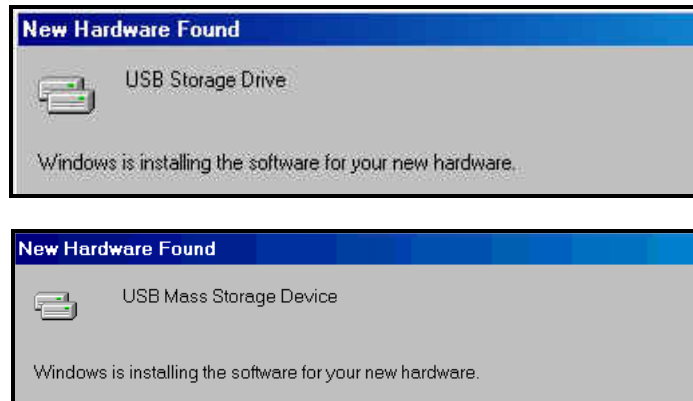 New Hardware Found
USB Storage Drive
Windows is installing the software for your new hardware.
New Hardware Found
USB Mass Storage Device
Windows is installing the software for your new hardware.